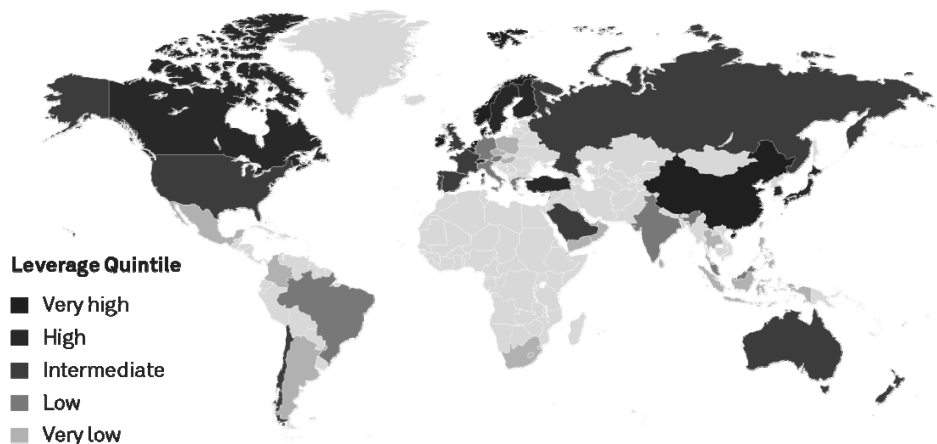 Leverage Quintile
Very high
High
Intermediate
Low
Very low